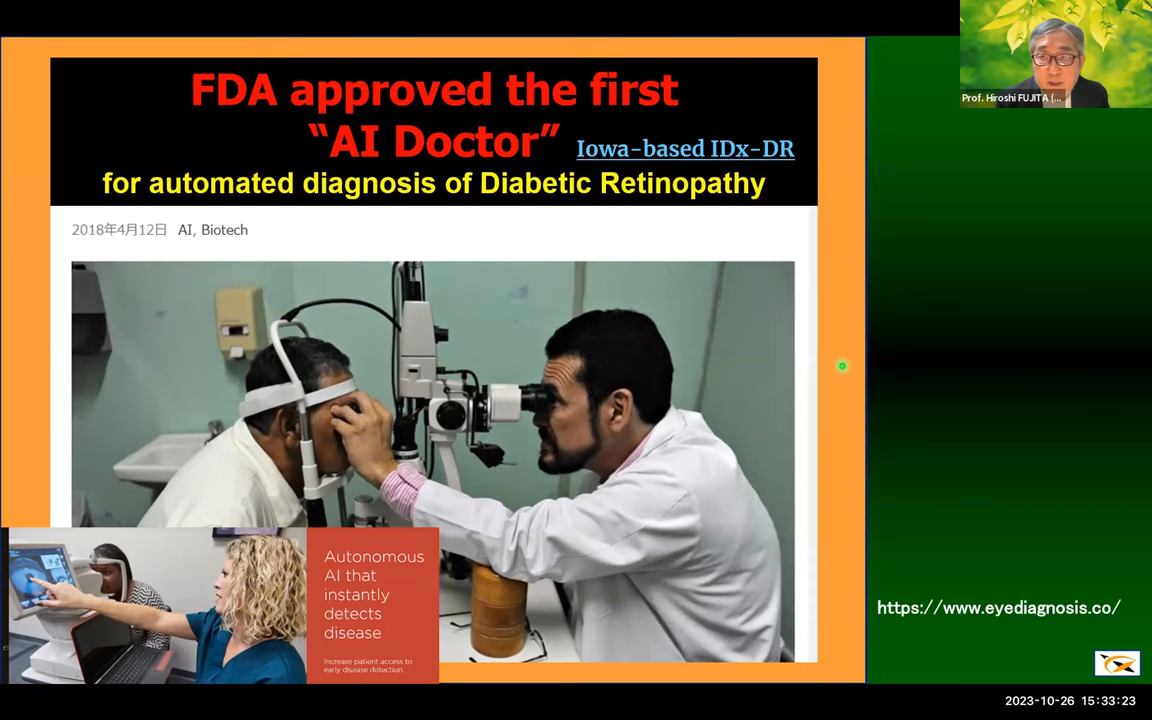 FDA approved the first
“AI Doctor” Iowa-based IDx-DR
for automated diagnosis of Diabetic Retinopathy
2018年4月12日 AI, Biotech
Autonomous
AI that
instantly
detects
disease
Increase patient access to
early disease detection.
Prof. Hiroshi FUJITA (...
https://www.eyediagnosis.co/
2023-10-26 15:33:23